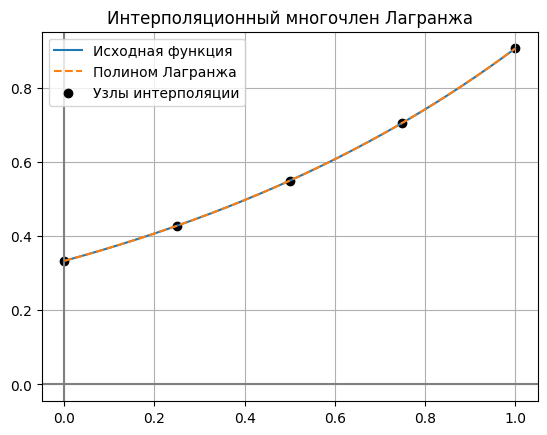 Интерполяционный многочлен Лагранжа
Исходная функция
Полином Лагранжа
Узлы интерполяции
0.8
0.6
0.4
0.2
0.0
0.0 0.2 0.4 0.6 0.8 1.0